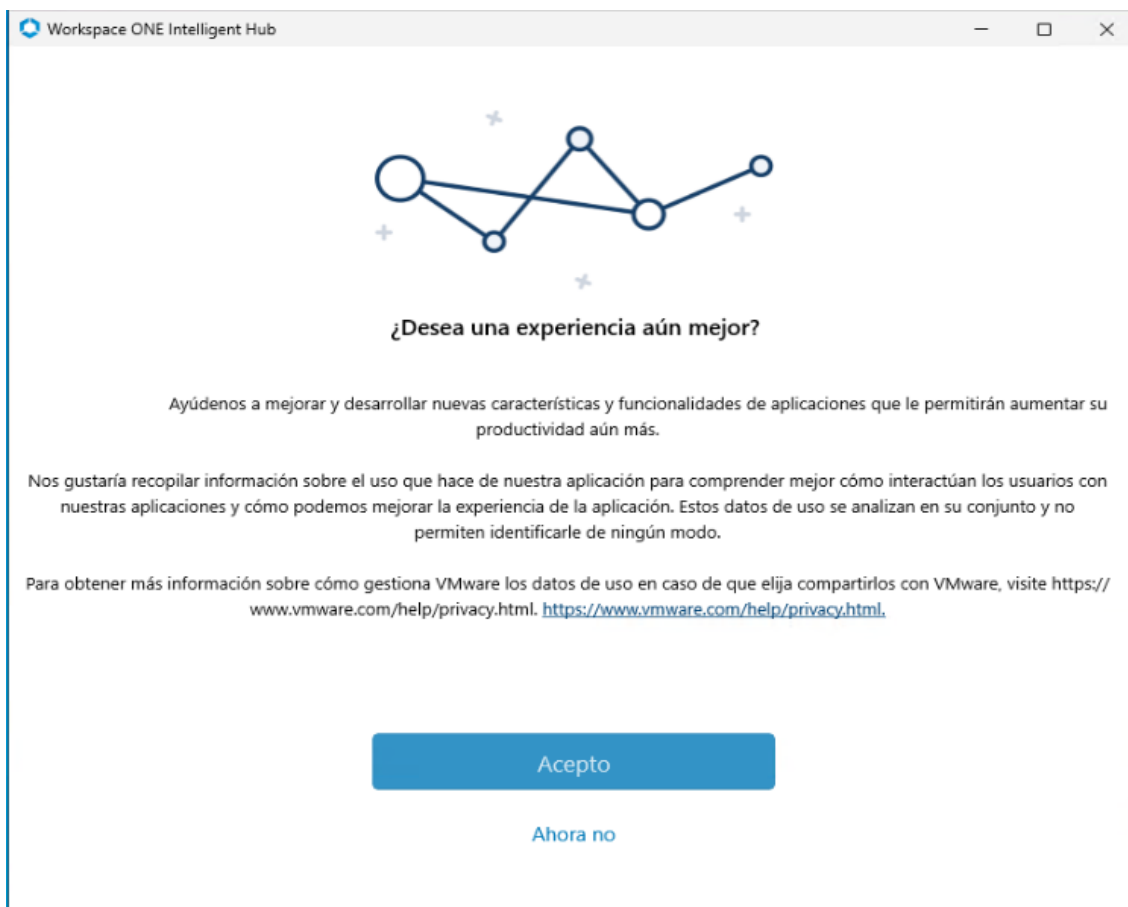 Workspace ONE Intelligent Hub
¿Desea una experiencia aún mejor?
Ayúdenos a mejorar y desarrollar nuevas características y funcionalidades de aplicaciones que le permitirán aumentar su
productividad aún más.
Nos gustaría recopilar información sobre el uso que hace de nuestra aplicación para comprender mejor cómo interactúan los usuarios con
nuestras aplicaciones y cómo podemos mejorar la experiencia de la aplicación. Estos datos de uso se analizan en su conjunto y no
permiten identificarle de ningún modo.
Para obtener más información sobre cómo gestiona VMware los datos de uso en caso de que elija compartirlos con VMware, visite https://
www.vmware.com/help/privacy.html. https://www.vmware.com/help/privacy.html.
Acepto
Ahora no